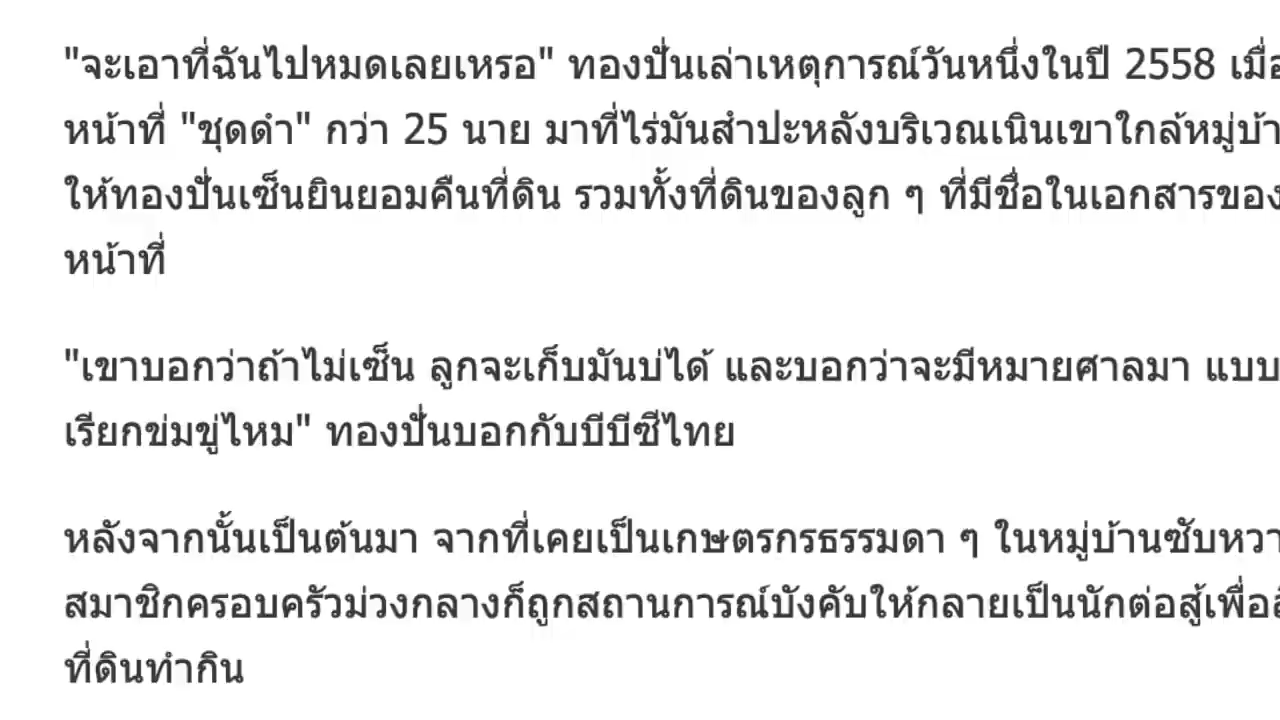 "จะเอาที่ฉันไปหมดเลยเหรอ" ทองปั่นเล่าเหตุการณ์วันหนึ่งในปี 2558
หน้าที่ "ชุดดำ" กว่า 25 นาย มาที่ไร่มันสำปะหลังบริเวณเนินเขาใกล้
ให้ทองปั่นเซ็นยินยอมคืนที่ดิน รวมทั้งที่ดินของลูก ๆ ที่มีชื่อในเอกสารของ
หน้าที่
"เขาบอกว่าถ้าไม่เซ็น ลูกจะเก็บมันบ่ได้ และบอกว่าจะมีหมายศาลมา แบบ
เรียกข่มขู่ไหม" ทองปั่นบอกกับบีบีซีไทย
หลังจากนั้นเป็นต้นมา จากที่เคยเป็นเกษตรกรธรรมดา ๆ ในหมู่บ้าน
สมาชิกครอบครัวม่วงกลางก็ถูกสถานการณ์บังคับให้กลายเป็นนักต่อสู้เพื่อ
ที่ดินทำกิน